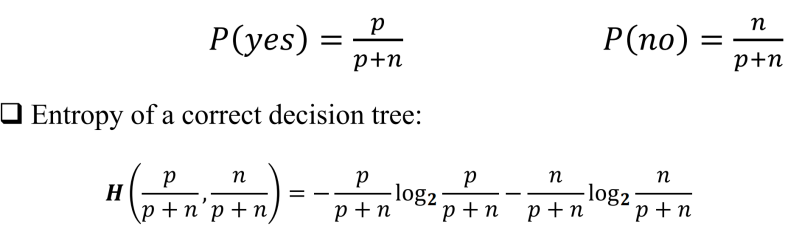 P(yes) = p/(p+n) P(no) = n/(p+n)
❑ Entropy of a correct decision tree:
H(p/(p + n), n/(p + n)) = −p/(p + n) log₂ p/(p + n) − n/(p + n) log₂ n/(p + n)